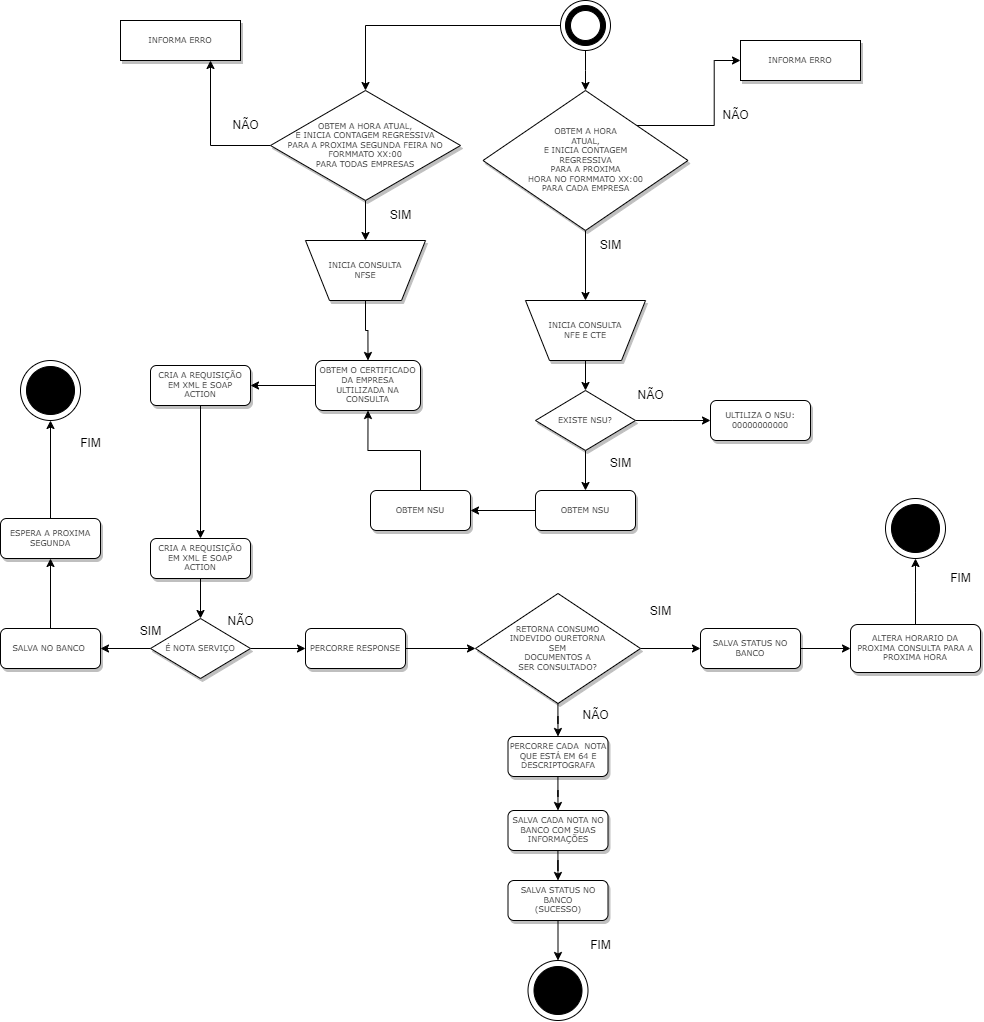 INFORMA ERRO
INFORMA ERRO
NÃO
OBTEM A HORA ATUAL,
E INICIA CONTAGEM REGRESSIVA
PARA A PROXIMA SEGUNDA FEIRA NO
FORMMATO XX:00
PARA TODAS EMPRESAS
NÃO
OBTEM A HORA
ATUAL,
E INICIA CONTAGEM
REGRESSIVA
PARA A PROXIMA
HORA NO FORMMATO XX:00
PARA CADA EMPRESA
SIM
SIM
INICIA CONSULTA
NFSE
INICIA CONSULTA
NFE E CTE
CRIA A REQUISIÇÃO
EM XML E SOAP
ACTION
OBTEM O CERTIFICADO
DA EMPRESA
ULTILIZADA NA
CONSULTA
NÃO
EXISTE NSU?
ULTILIZA O NSU:
00000000000
FIM
SIM
OBTEM NSU
OBTEM NSU
ESPERA A PROXIMA
SEGUNDA
CRIA A REQUISIÇÃO
EM XML E SOAP
ACTION
FIM
SIM
NÃO
SIM
SALVA NO BANCO
É NOTA SERVIÇO
PERCORRE RESPONSE
RETORNA CONSUMO
INDEVIDO OURETORNA
SEM
DOCUMENTOS A
SER CONSULTADO?
SALVA STATUS NO
BANCO
ALTERA HORARIO DA
PROXIMA CONSULTA PARA A
PROXIMA HORA
NÃO
PERCORRE CADA NOTA
QUE ESTÁ EM 64 E
DESCRIPTOGRAFA
SALVA CADA NOTA NO
BANCO COM SUAS
INFORMAÇÕES
SALVA STATUS NO
BANCO
(SUCESSO)
FIM